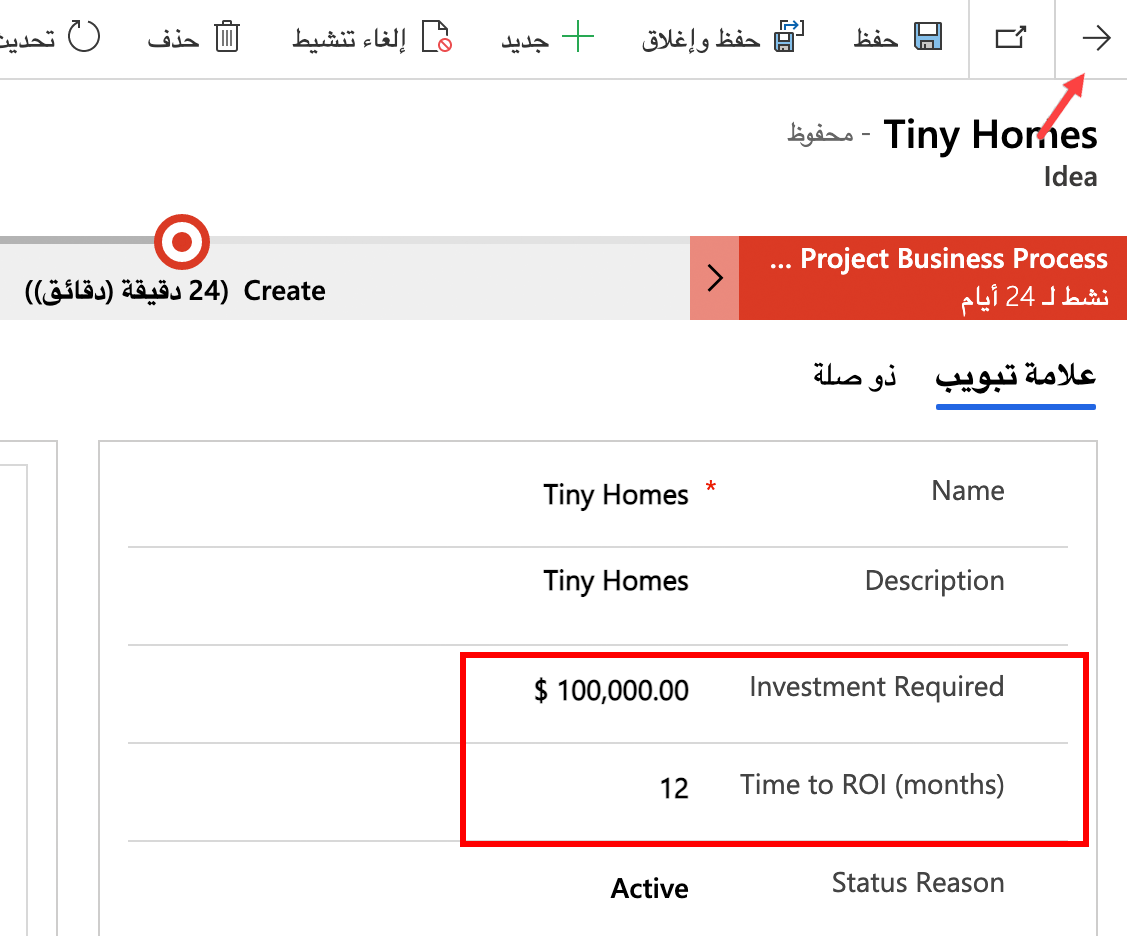 حفظ
حفظ وإغلاق
جديد
إلغاء تنشيط
حذف
تحديث
Tiny Homes - محفوظ
Idea
Project Business Process ...
نشط لـ 24 أيام
Create (24 دقيقة (دقائق))
علامة تبويب
ذو صلة
Name * Tiny Homes
Description Tiny Homes
Investment Required $ 100,000.00
Time to ROI (months) 12
Status Reason Active